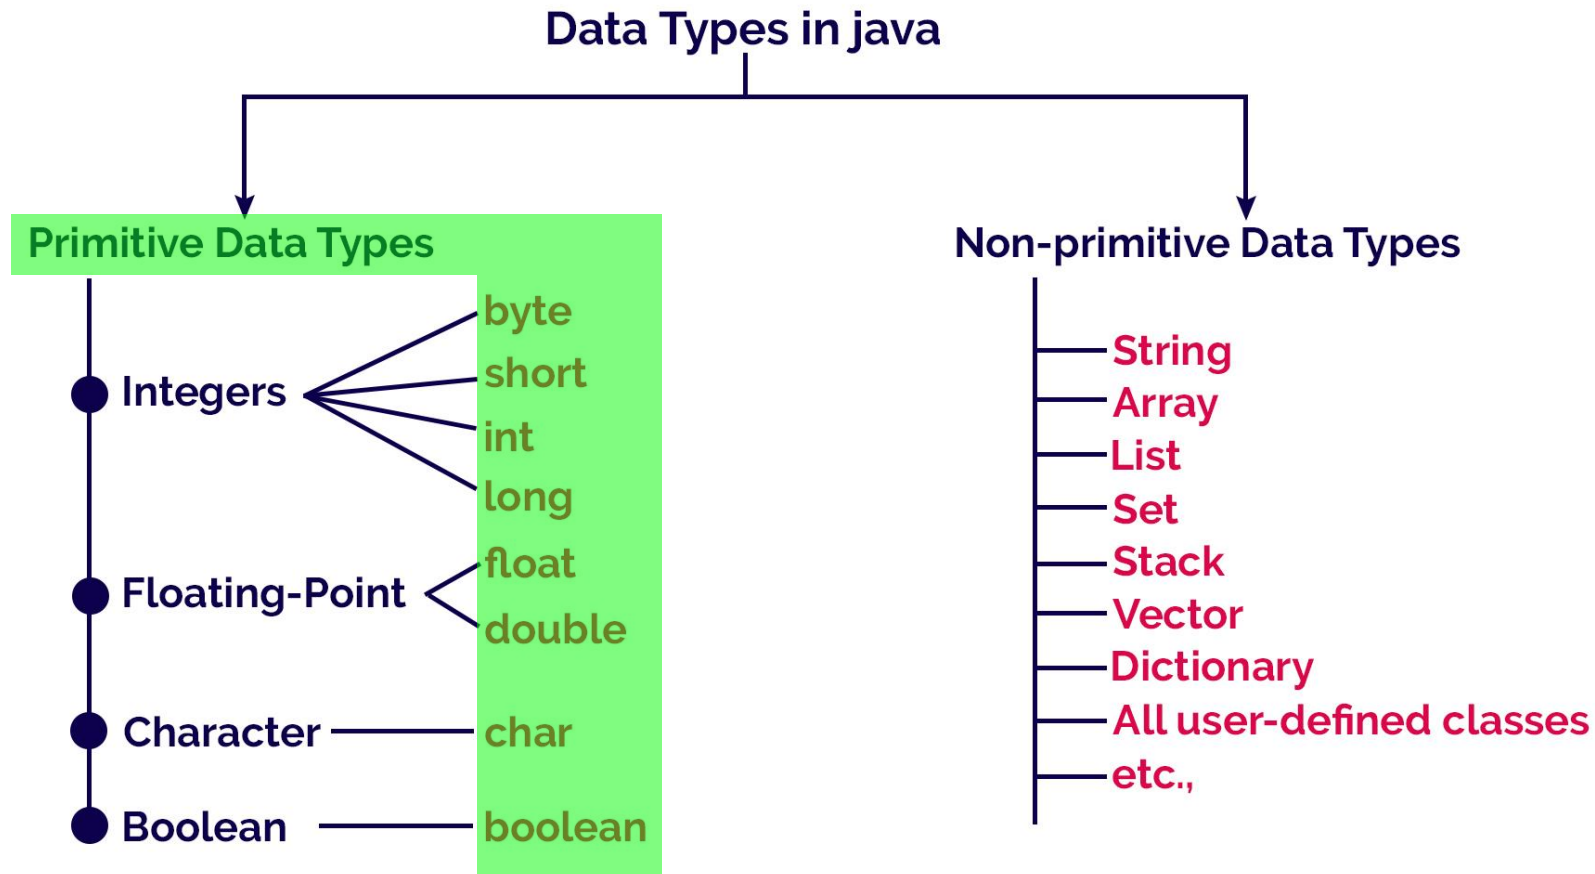 Data Types in java
Primitive Data Types
Integers
byte
short
int
long
Floating-Point
float
double
Character
char
Boolean
boolean
Non-primitive Data Types
String
Array
List
Set
Stack
Vector
Dictionary
All user-defined classes
etc.,